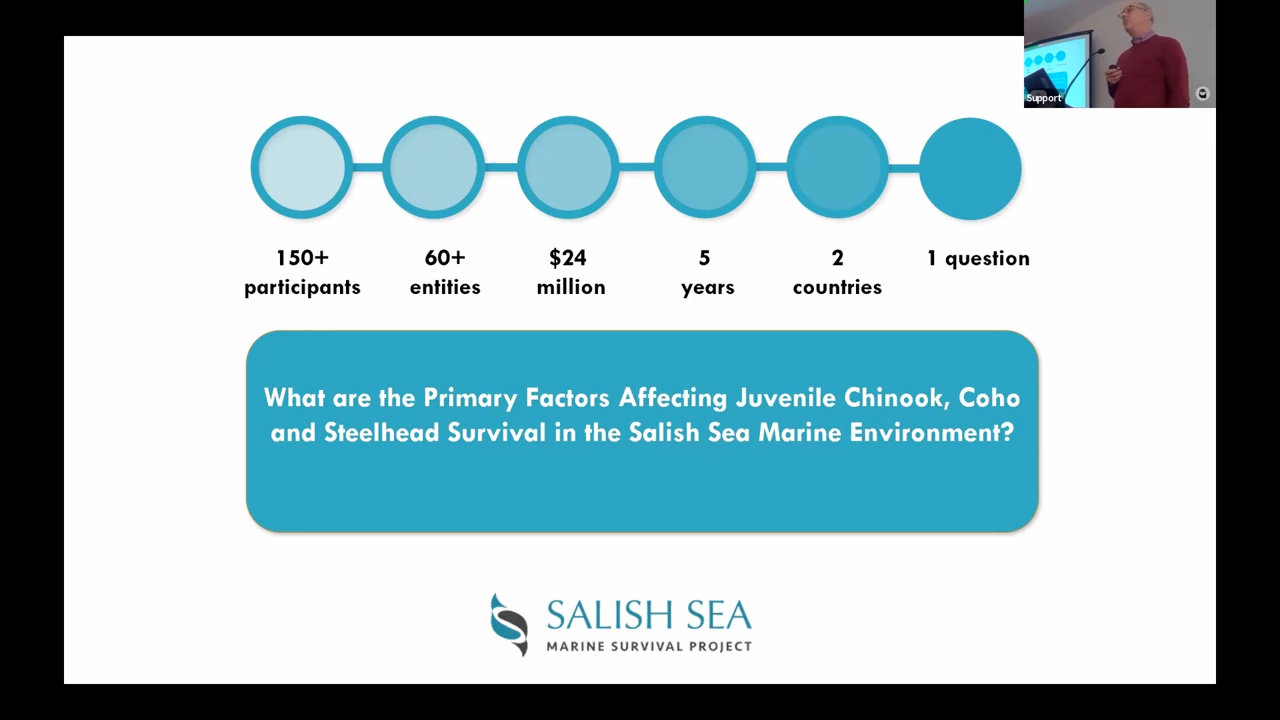 Support
150+
participants
60+
entities
$24
million
5
years
2
countries
1 question
What are the Primary Factors Affecting Juvenile Chinook, Coho
and Steelhead Survival in the Salish Sea Marine Environment?
SALISH SEA
MARINE SURVIVAL PROJECT